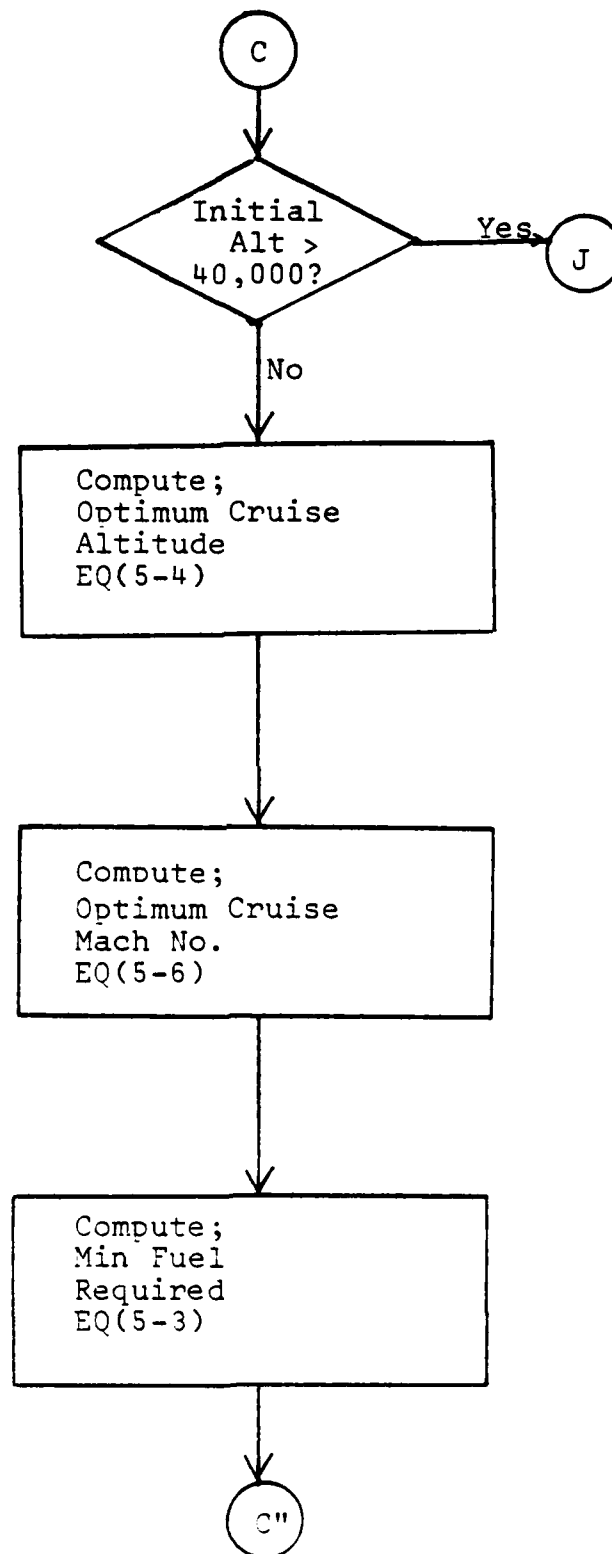 C
Initial
Alt >
40,000?
Yes
J
No
Compute;
Optimum Cruise
Altitude
EQ(5-4)
Compute;
Optimum Cruise
Mach No.
EQ(5-6)
Compute;
Min Fuel
Required
EQ(5-3)
C"